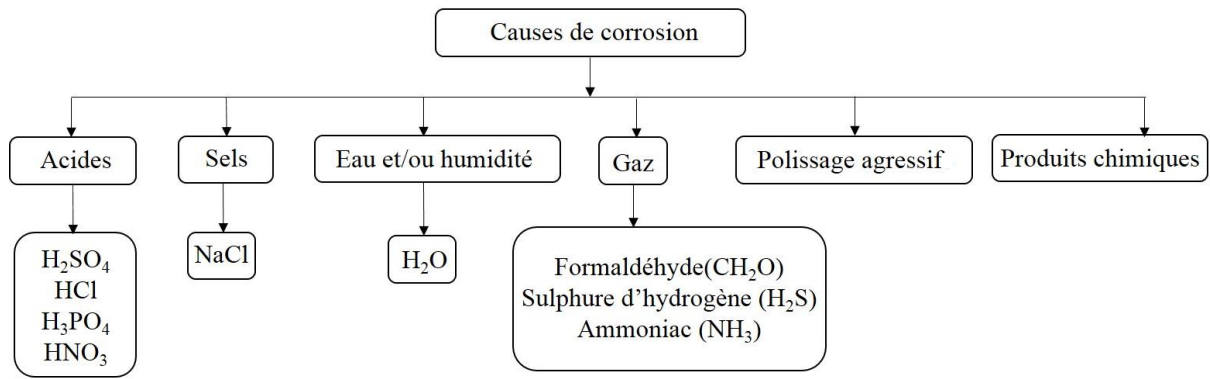 Causes de corrosion
Acides
Sels
Eau et/ou humidité
Gaz
Polissage agressif
Produits chimiques
H₂SO₄
HCl
H₃PO₄
HNO₃
NaCl
H₂O
Formaldéhyde(CH₂O)
Sulphure d’hydrogène (H₂S)
Ammoniac (NH₃)